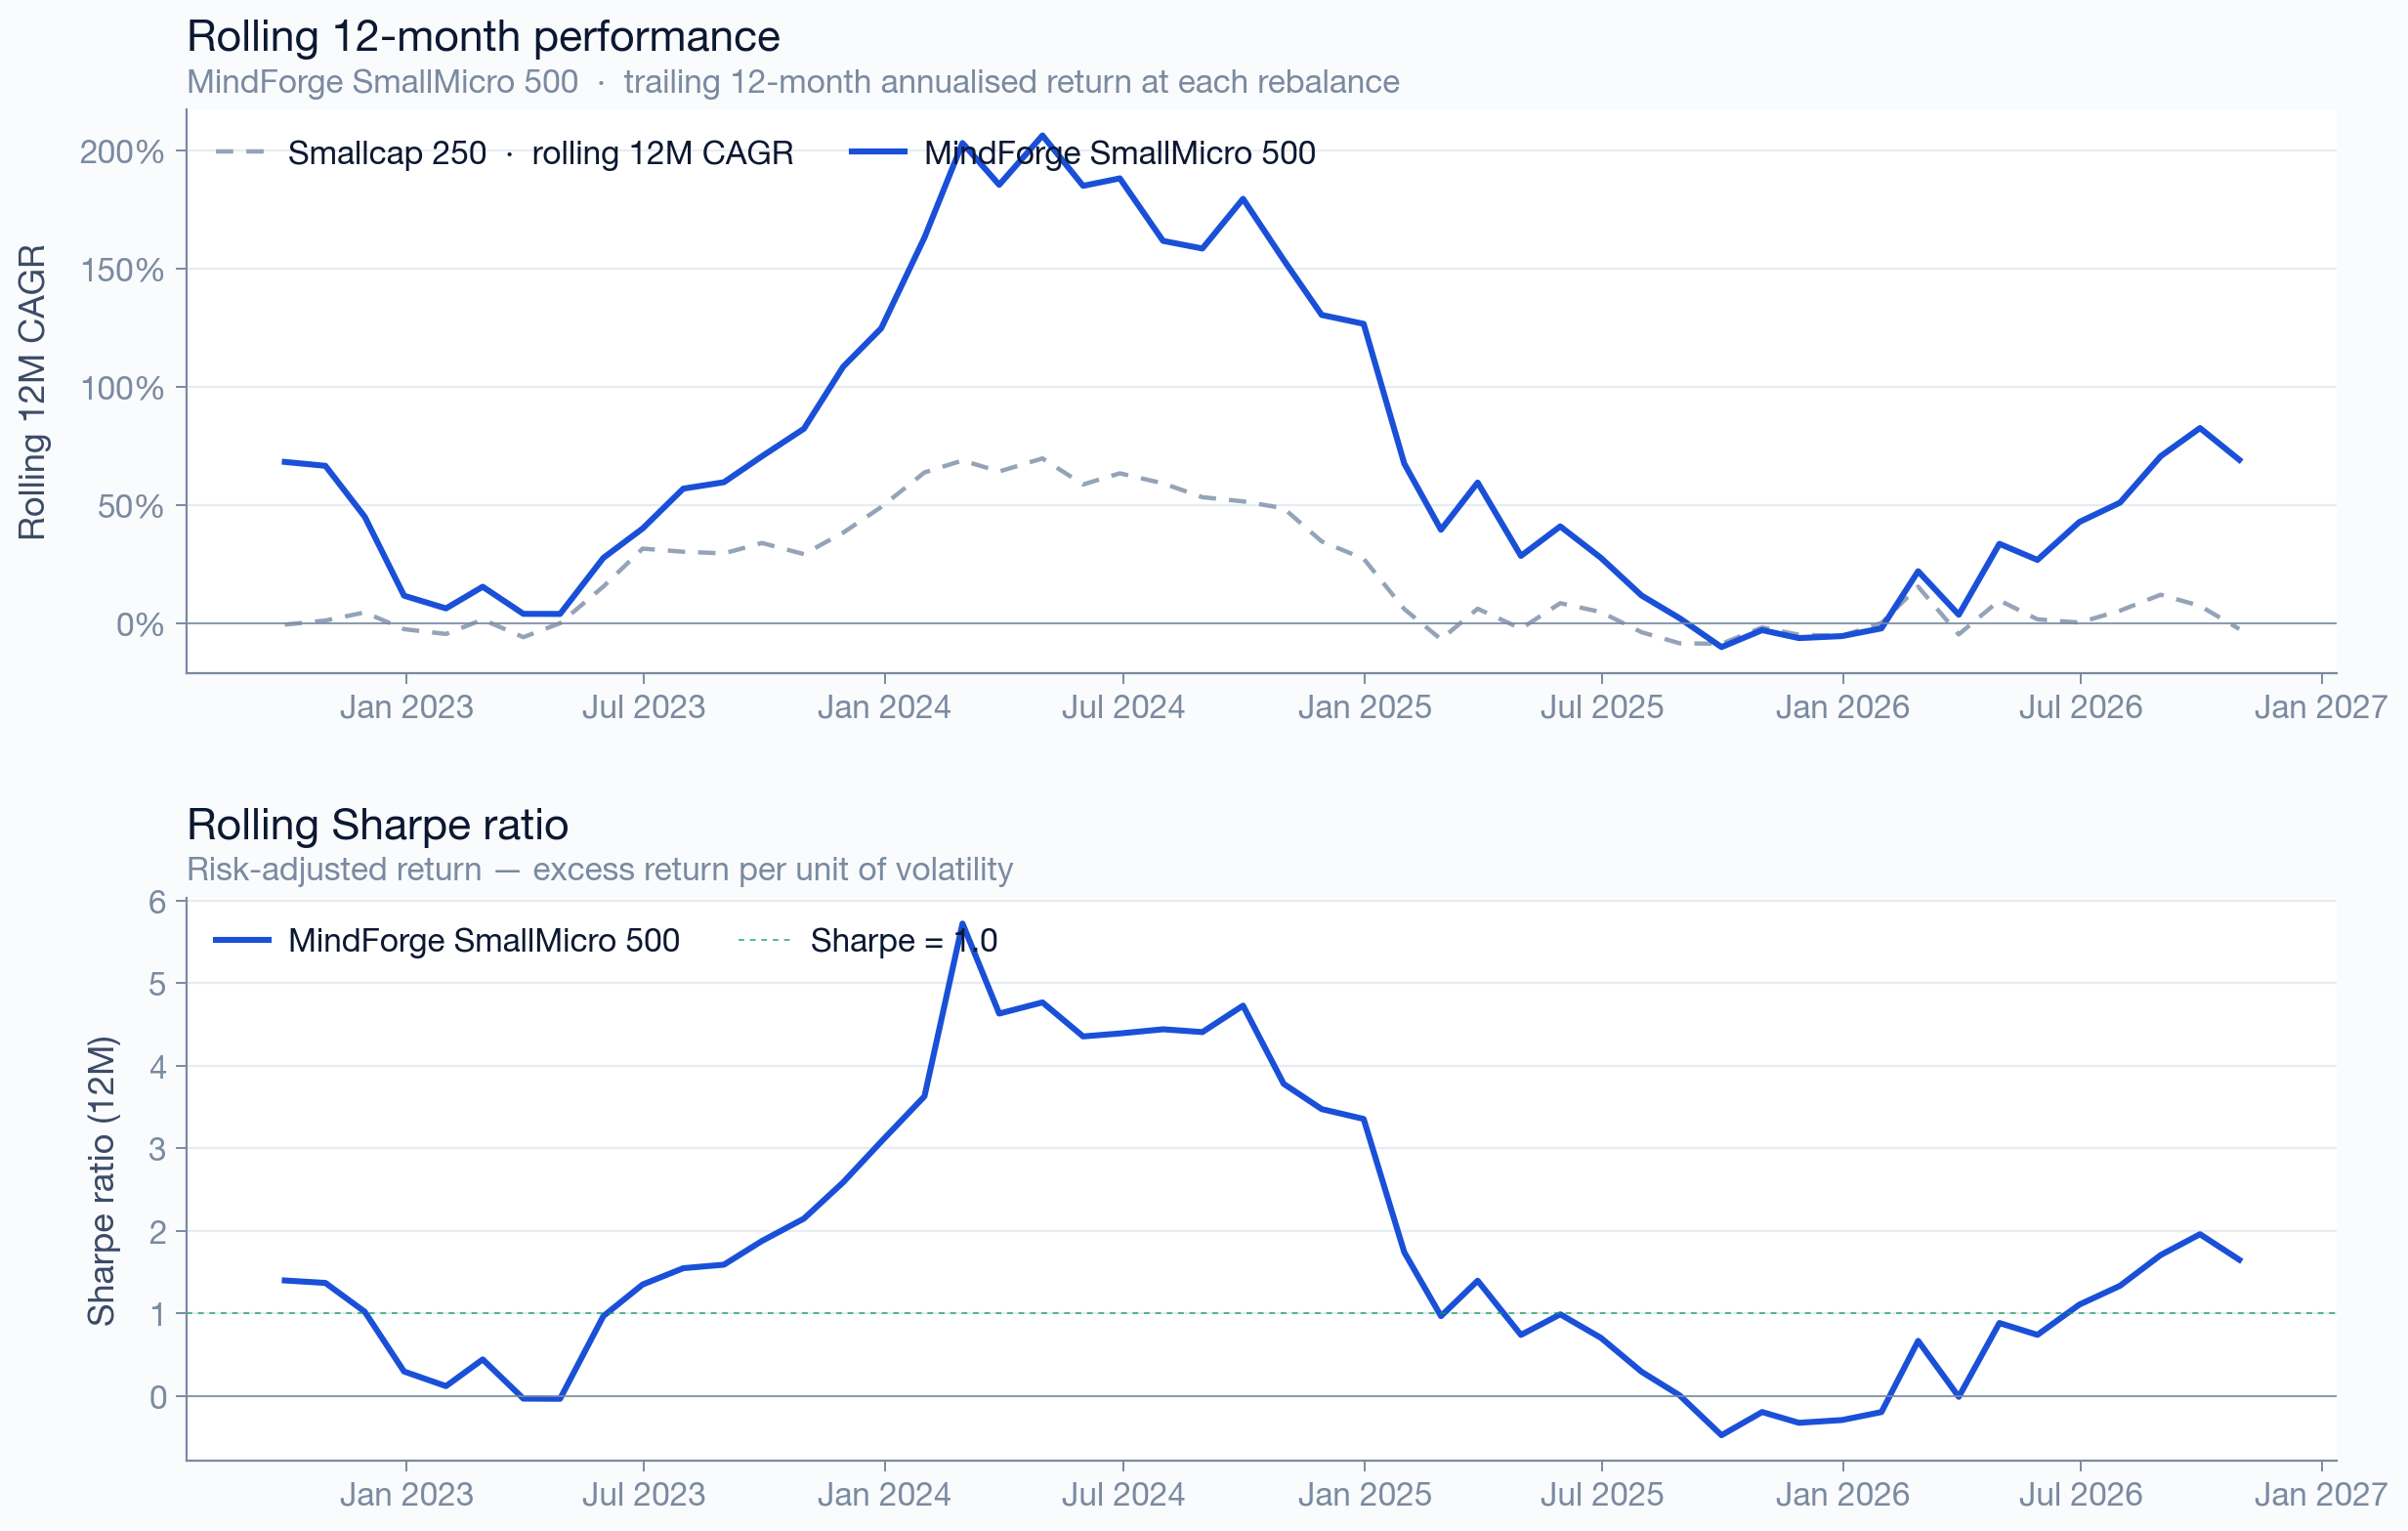 Rolling 12-month performance
MindForge SmallMicro 500 · trailing 12-month annualised return at each rebalance
Smallcap 250 · rolling 12M CAGR
MindForge SmallMicro 500
Rolling 12M CAGR
200%
150%
100%
50%
0%
Jan 2023
Jul 2023
Jan 2024
Jul 2024
Jan 2025
Jul 2025
Jan 2026
Jul 2026
Jan 2027
Rolling Sharpe ratio
Risk-adjusted return — excess return per unit of volatility
MindForge SmallMicro 500
Sharpe = 1.0
Sharpe ratio (12M)
6
5
4
3
2
1
0
Jan 2023
Jul 2023
Jan 2024
Jul 2024
Jan 2025
Jul 2025
Jan 2026
Jul 2026
Jan 2027